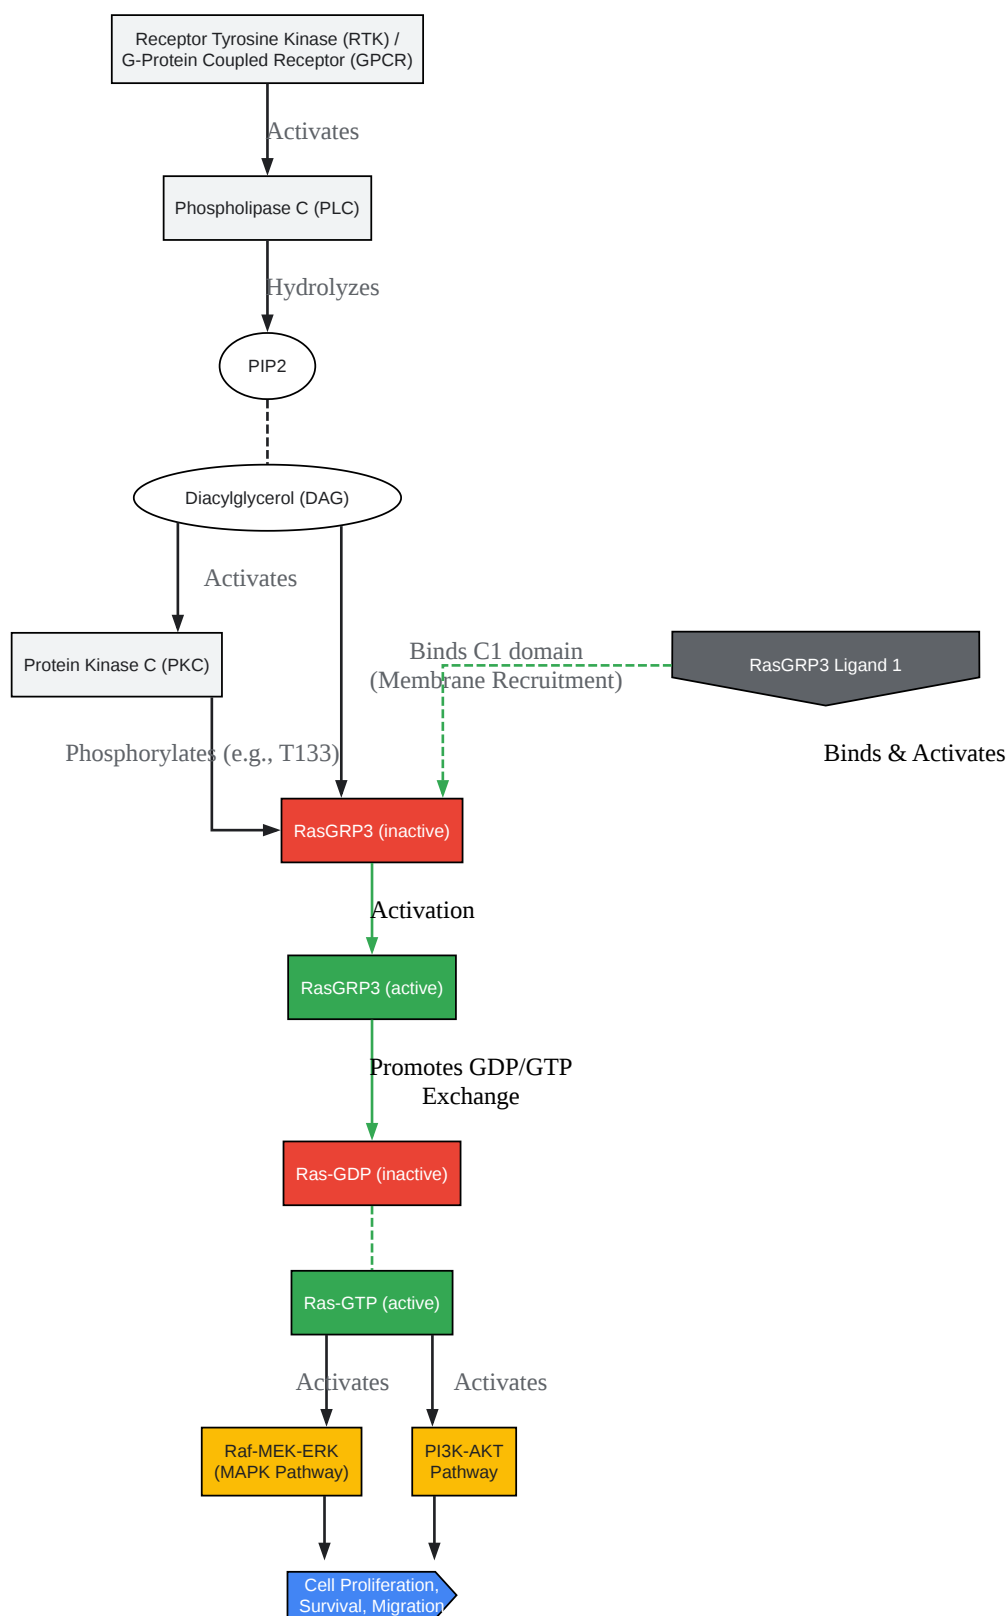 Receptor Tyrosine Kinase (RTK) /
G-Protein Coupled Receptor (GPCR)
Activates
Phospholipase C (PLC)
Hydrolyzes
PIP2
Diacylglycerol (DAG)
Activates
Protein Kinase C (PKC)
Binds C1 domain
(Membrane Recruitment)
RasGRP3 Ligand 1
Phosphorylates (e.g., T133)
Binds & Activates
RasGRP3 (inactive)
Activation
RasGRP3 (active)
Promotes GDP/GTP
Exchange
Ras-GDP (inactive)
Ras-GTP (active)
Activates
Activates
Raf-MEK-ERK
(MAPK Pathway)
PI3K-AKT
Pathway
Cell Proliferation,
Survival, Migration